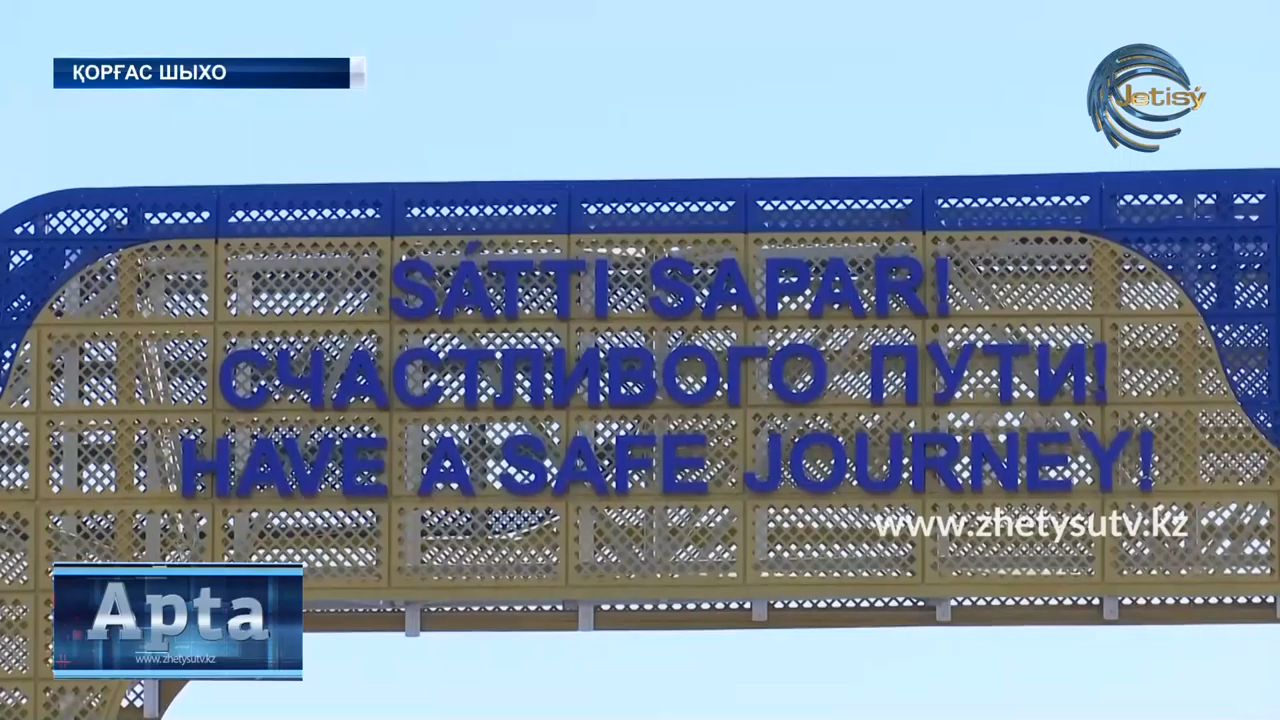 ҚОРҒАС ШЫХО
Jetisý
SÁTTI SAPAR!
СЧАСТЛИВОГО ПУТИ!
HAVE A SAFE JOURNEY!
www.zhetysutv.kz
Apta
www.zhetysutv.kz